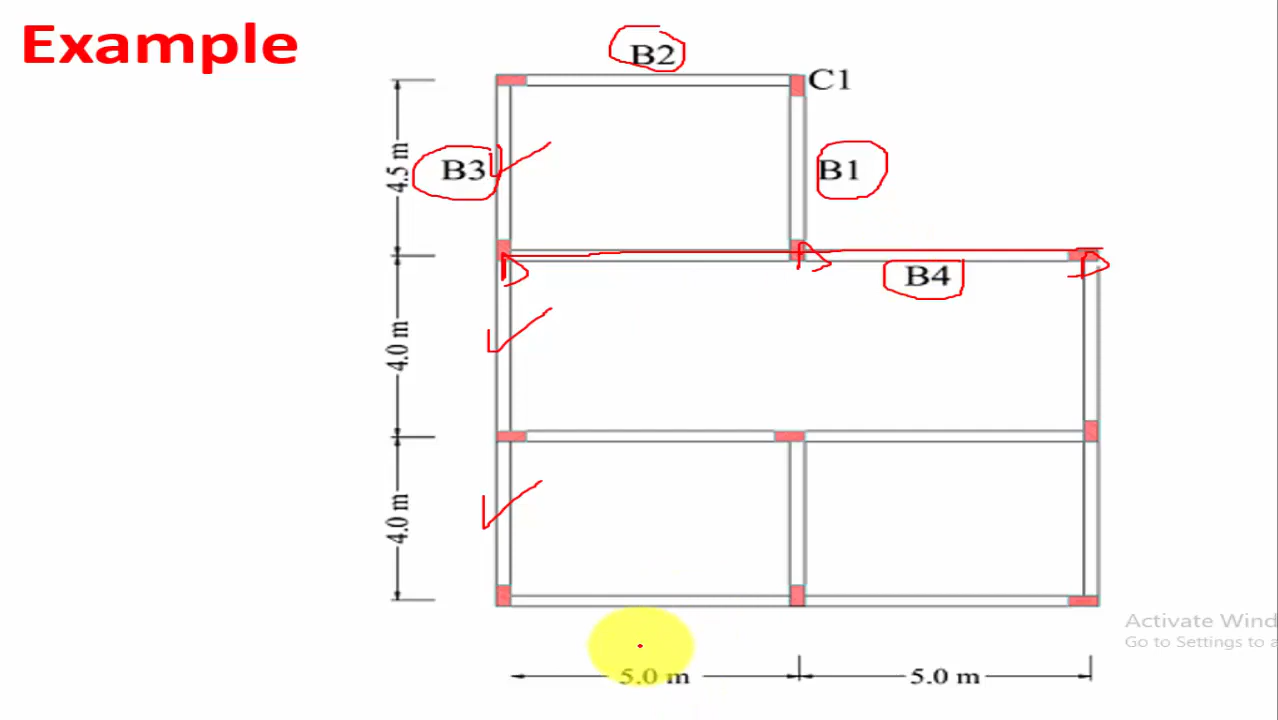 Example
B2
C1
4.5 m
B3
B1
B4
4.0 m
4.0 m
Activate Wind
Go to Settings to a
5.0 m
5.0 m